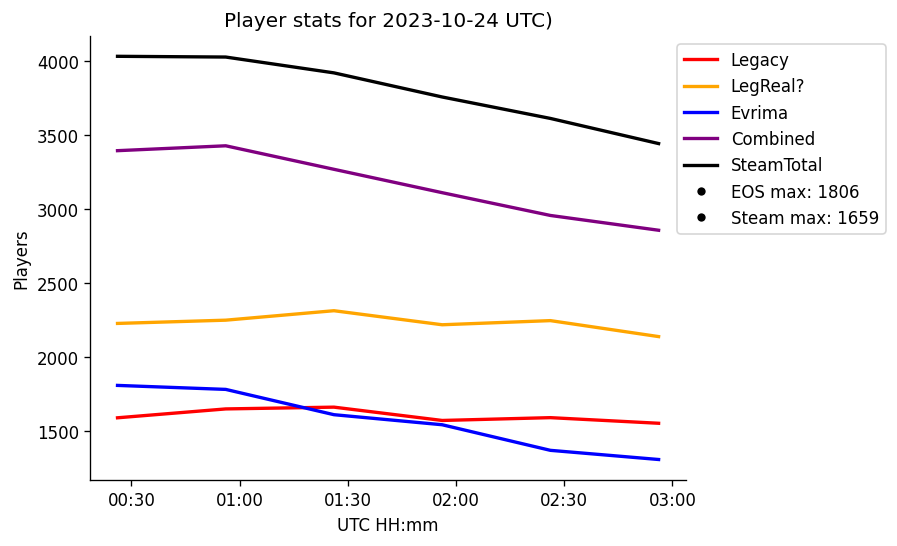 Player stats for 2023-10-24 UTC)
Legacy
LegReal?
Evrima
Combined
SteamTotal
EOS max: 1806
Steam max: 1659
Players
4000
3500
3000
2500
2000
1500
00:30 01:00 01:30 02:00 02:30 03:00
UTC HH:mm